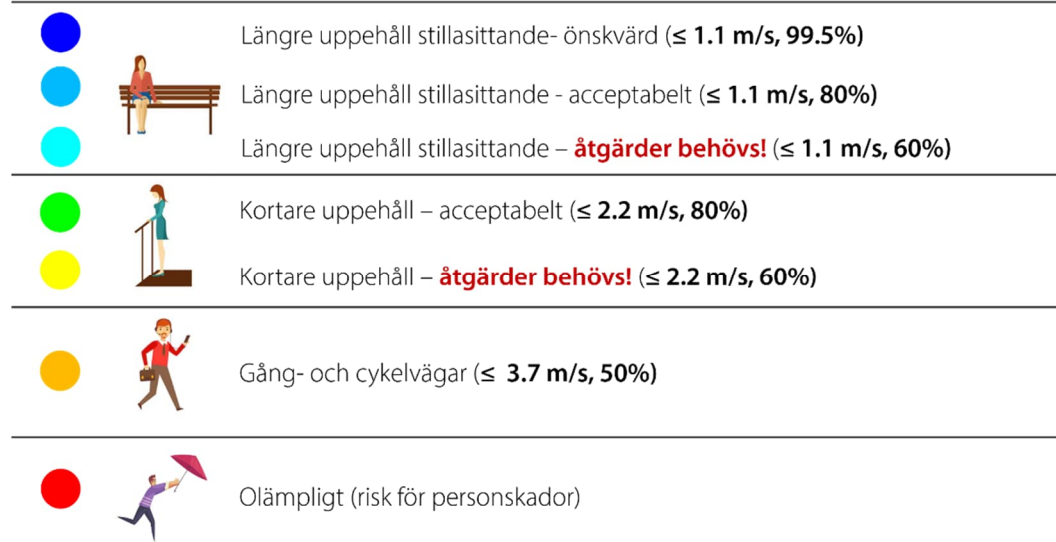 Längre uppehåll stillasittande- önskvärd (≤ 1.1 m/s, 99.5%)
Längre uppehåll stillasittande - acceptabelt (≤ 1.1 m/s, 80%)
Längre uppehåll stillasittande – åtgärder behövs! (≤ 1.1 m/s, 60%)
Kortare uppehåll – acceptabelt (≤ 2.2 m/s, 80%)
Kortare uppehåll – åtgärder behövs! (≤ 2.2 m/s, 60%)
Gång- och cykelvägar (≤ 3.7 m/s, 50%)
Olämpligt (risk för personskador)